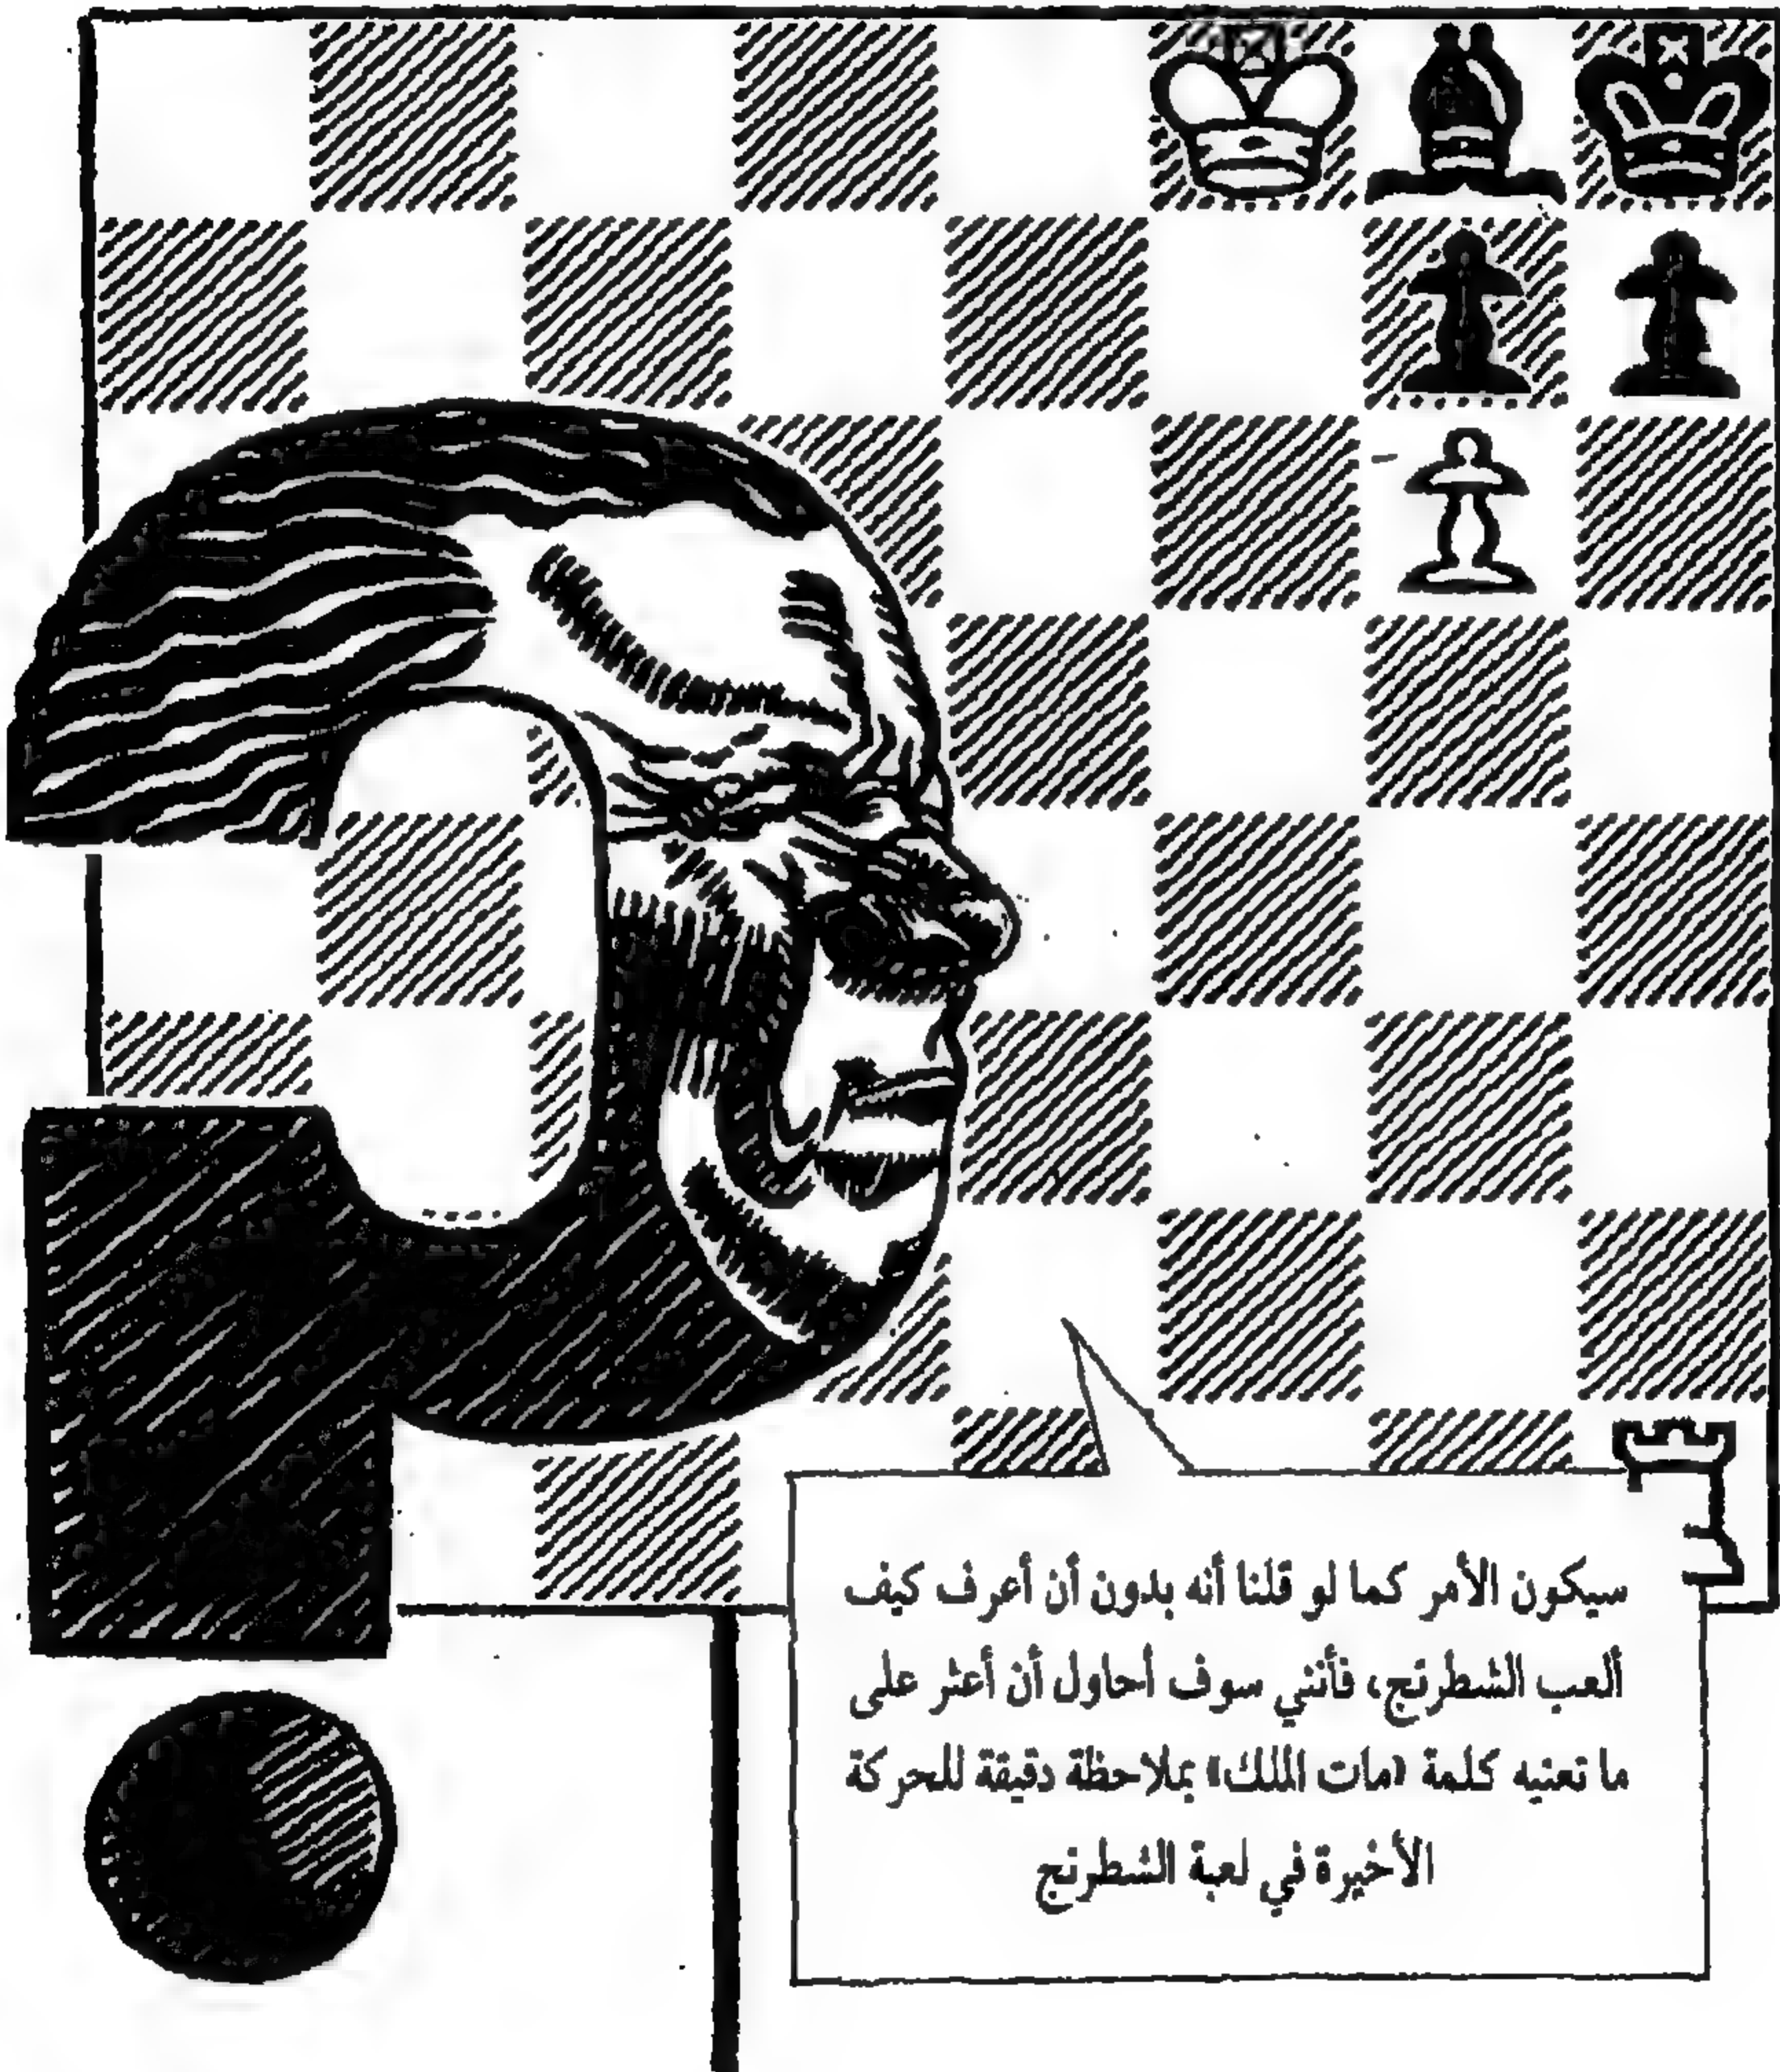 سيكون الأمر كما لو قلنا أنه بدون أن أعرف كيف
ألعب الشطرنج، فأنني سوف أحاول أن أعثر على
ما تعنيه كلمة «مات الملك» بملاحظة دقيقة للحركة
الأخيرة في لعبة الشطرنج